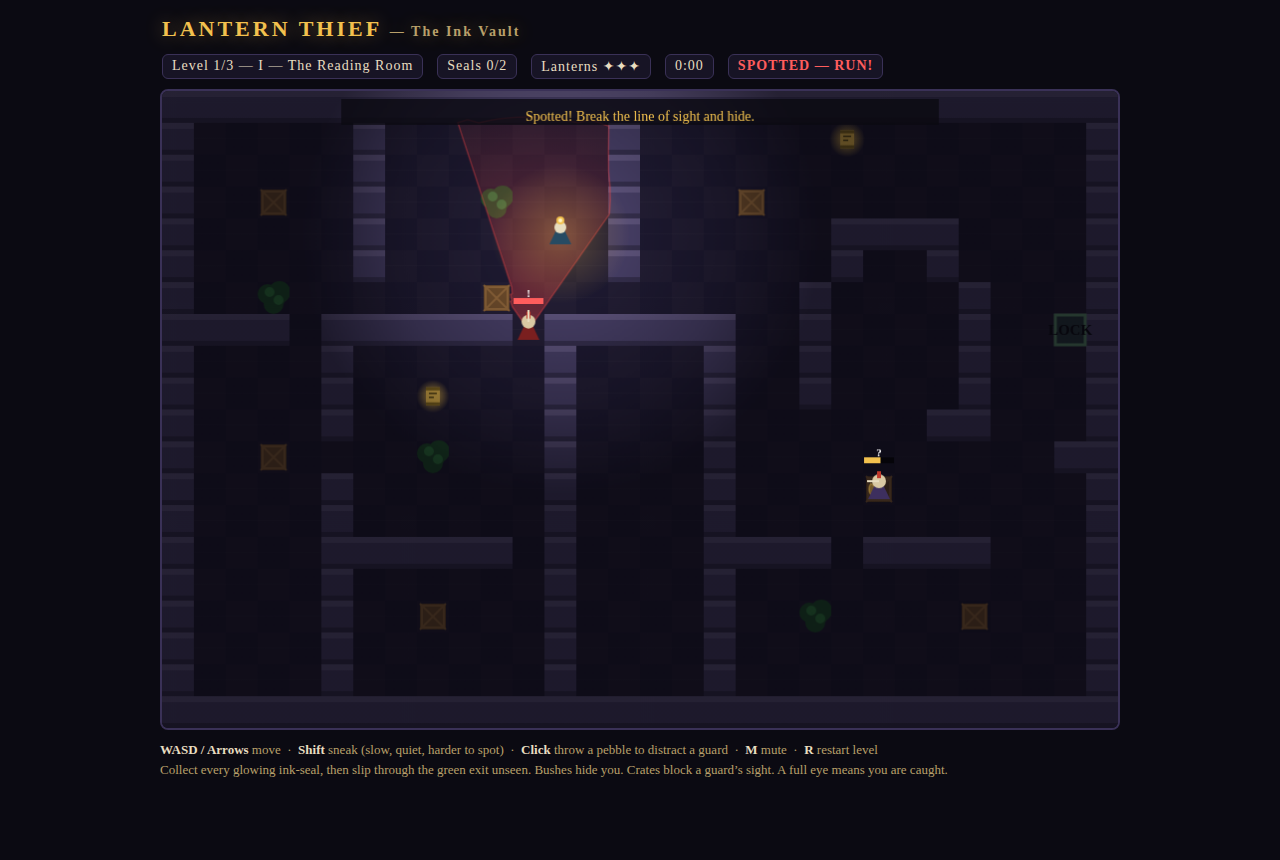 LANTERN THIEF — The Ink Vault
Level 1/3 — I — The Reading Room
Seals 0/2
Lanterns ✦✦✦
0:00
SPOTTED — RUN!
Spotted! Break the line of sight and hide.
!
LOCK
?
WASD / Arrows move · Shift sneak (slow, quiet, harder to spot) · Click throw a pebble to distract a guard · M mute · R restart level
Collect every glowing ink-seal, then slip through the green exit unseen. Bushes hide you. Crates block a guard's sight. A full eye means you are caught.